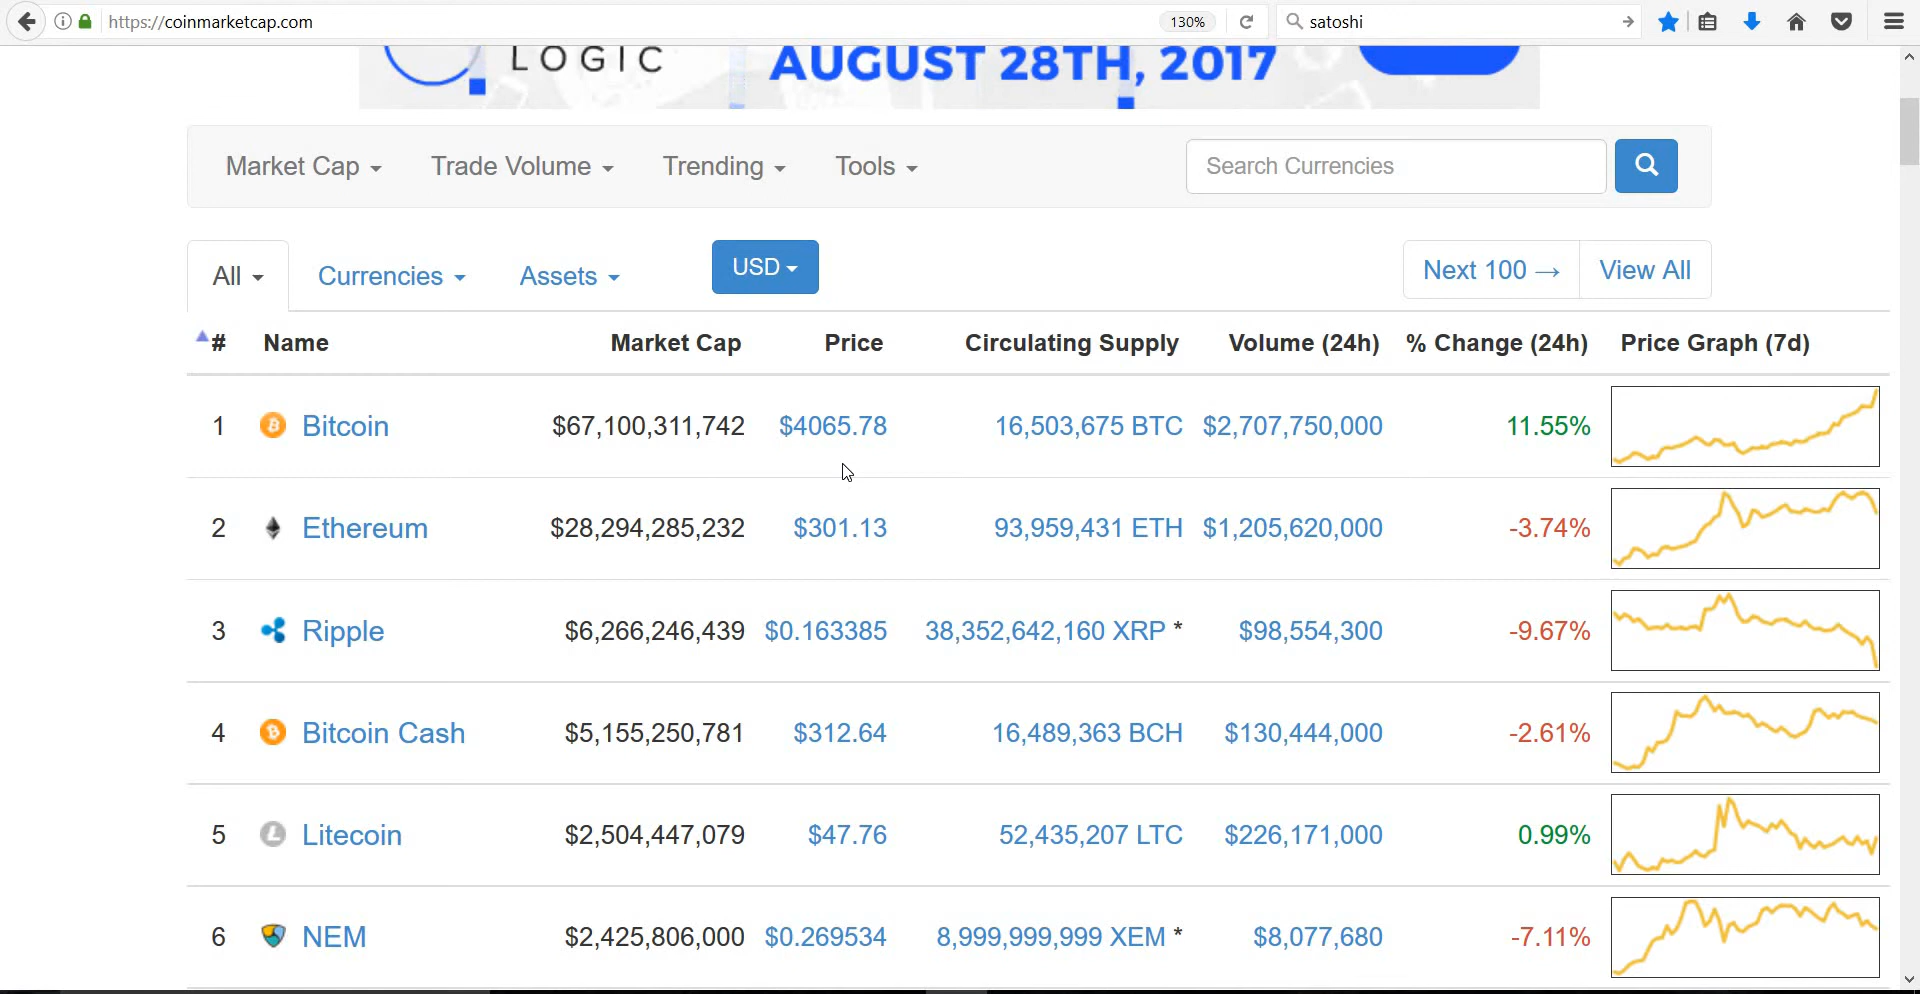 https://coinmarketcap.com 130% satoshi
LOGIC AUGUST 28TH, 2017
Market Cap Trade Volume Trending Tools Search Currencies
All Currencies Assets USD Next 100 → View All
# Name Market Cap Price Circulating Supply Volume (24h) % Change (24h) Price Graph (7d)
1 Bitcoin $67,100,311,742 $4065.78 16,503,675 BTC $2,707,750,000 11.55%
2 Ethereum $28,294,285,232 $301.13 93,959,431 ETH $1,205,620,000 -3.74%
3 Ripple $6,266,246,439 $0.163385 38,352,642,160 XRP * $98,554,300 -9.67%
4 Bitcoin Cash $5,155,250,781 $312.64 16,489,363 BCH $130,444,000 -2.61%
5 Litecoin $2,504,447,079 $47.76 52,435,207 LTC $226,171,000 0.99%
6 NEM $2,425,806,000 $0.269534 8,999,999,999 XEM * $8,077,680 -7.11%